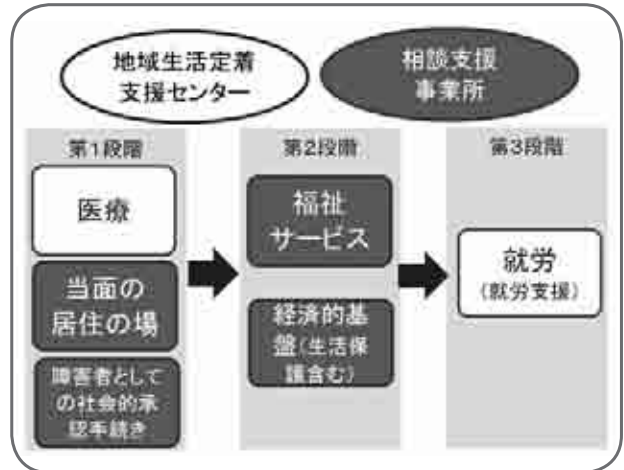 地域生活定着
支援センター
相談支援
事業所
第1段階
医療
当面の
居住の場
障害者として
の社会的承
認手続き
第2段階
福祉
サービス
経済的基
盤(生活保
護含む)
第3段階
就労
(就労支援)